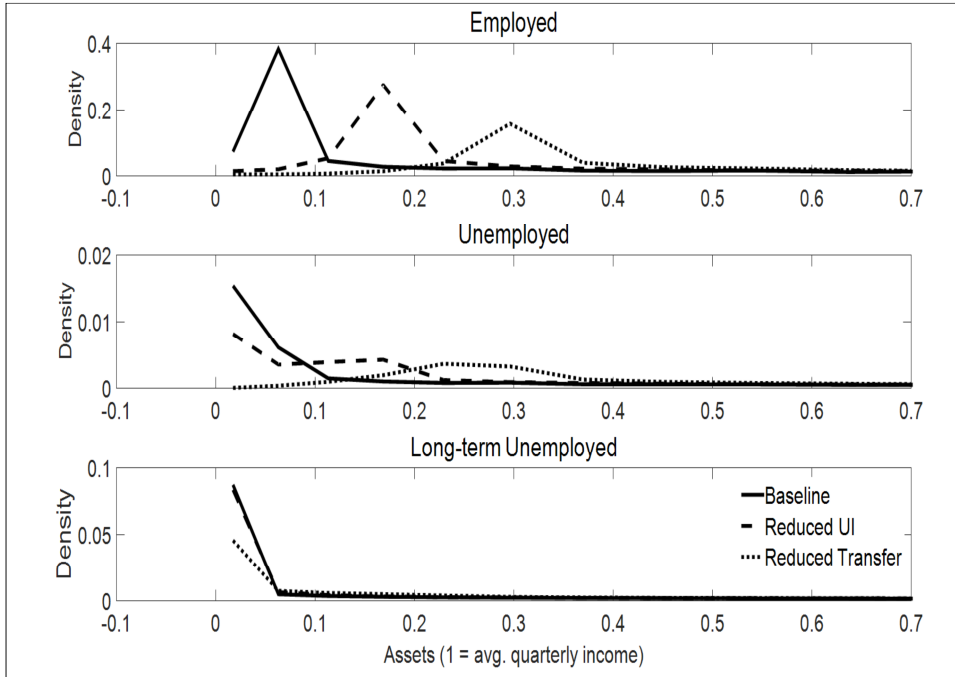 Employed
Density
0.4
0.2
0
-0.1 0 0.1 0.2 0.3 0.4 0.5 0.6 0.7
Unemployed
Density
0.02
0.01
0
-0.1 0 0.1 0.2 0.3 0.4 0.5 0.6 0.7
Long-term Unemployed
Density
0.1
0.05
0
Baseline
Reduced UI
Reduced Transfer
-0.1 0 0.1 0.2 0.3 0.4 0.5 0.6 0.7
Assets (1 = avg. quarterly income)